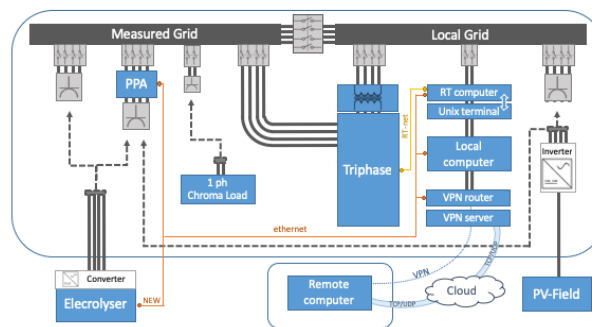 Measured Grid
Local Grid
PPA
RT computer
Unix terminal
RT-net
Triphase
Local
computer
Inverter
1 ph
Chroma Load
VPN router
ethernet
VPN server
TCP/UDP
Converter
VPN
Remote
computer
Cloud
Elecrolyser
NEW
TCP/UDP
PV-Field